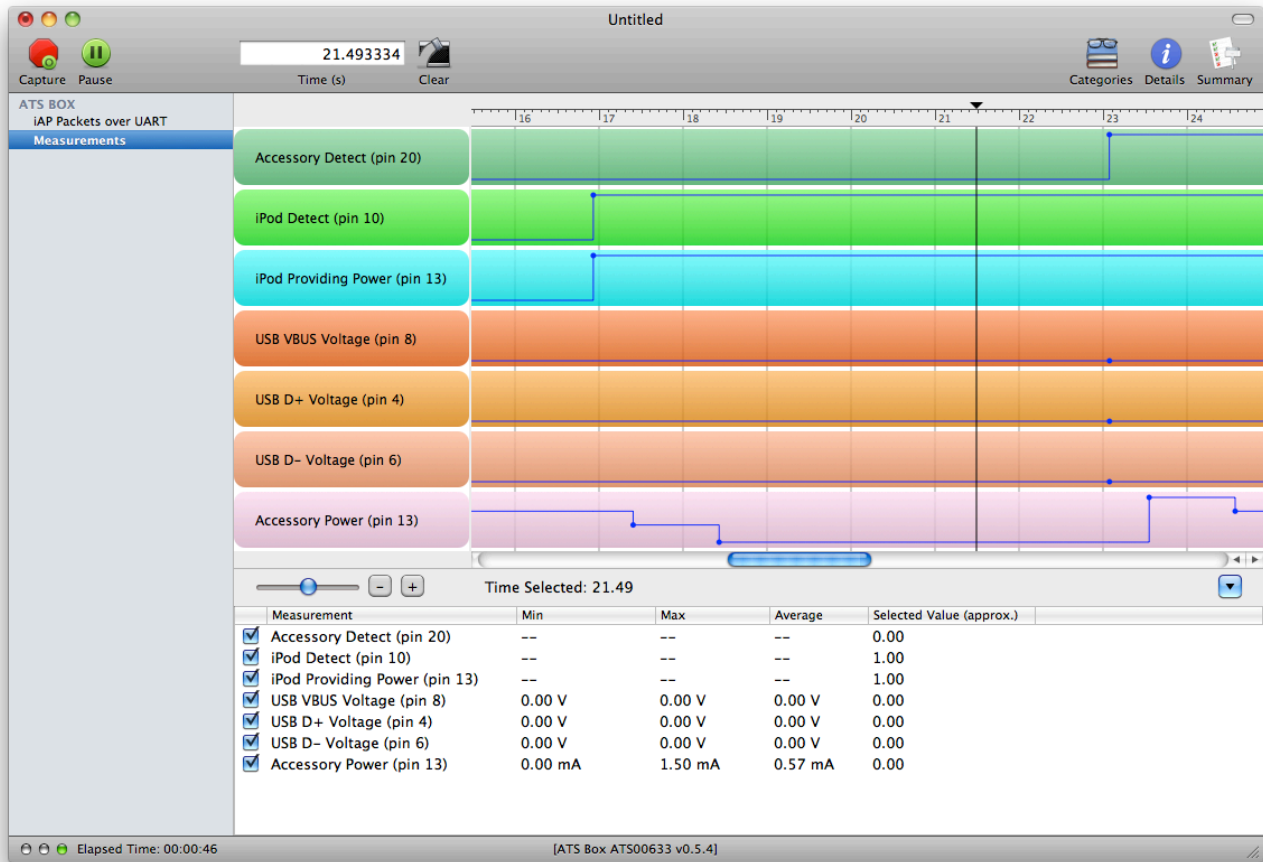 Untitled
Capture Pause
21.493334
Time (s)
Clear
Categories Details Summary
ATS BOX
iAP Packets over UART
Measurements
16 17 18 19 20 21 22 23 24
Accessory Detect (pin 20)
iPod Detect (pin 10)
iPod Providing Power (pin 13)
USB VBUS Voltage (pin 8)
USB D+ Voltage (pin 4)
USB D- Voltage (pin 6)
Accessory Power (pin 13)
- + Time Selected: 21.49
Measurement Min Max Average Selected Value (approx.)
Accessory Detect (pin 20) -- -- -- 0.00
iPod Detect (pin 10) -- -- -- 1.00
iPod Providing Power (pin 13) -- -- -- 1.00
USB VBUS Voltage (pin 8) 0.00 V 0.00 V 0.00 V 0.00
USB D+ Voltage (pin 4) 0.00 V 0.00 V 0.00 V 0.00
USB D- Voltage (pin 6) 0.00 V 0.00 V 0.00 V 0.00
Accessory Power (pin 13) 0.00 mA 1.50 mA 0.57 mA 0.00
Elapsed Time: 00:00:46 [ATS Box ATS00633 v0.5.4]